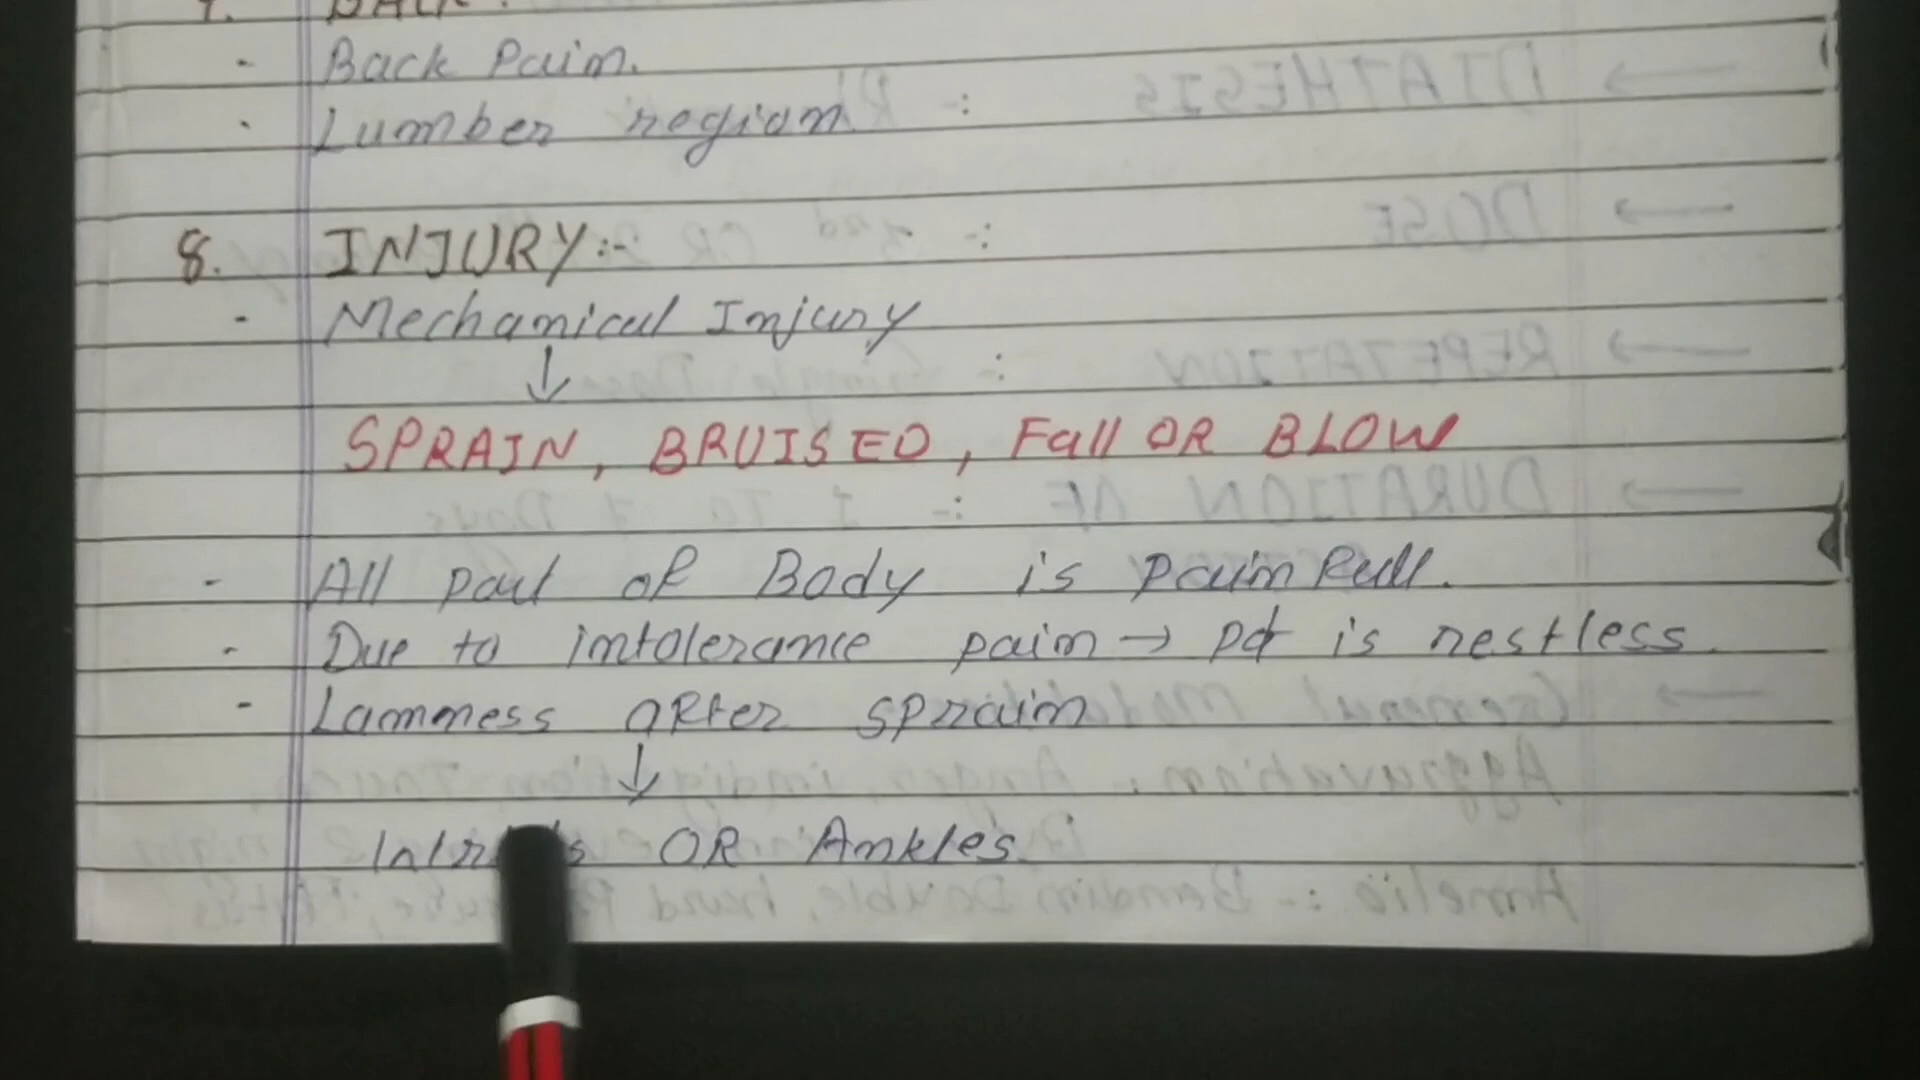 - Back Pain.
- Lumber region
8. INJURY :-
- Mechanical Injury
↓
SPRAIN, BRUISED, Fall OR BLOW
- All part of Body is painfull.
- Due to intolerance pain → pt is restless.
- Lammness after sprain
↓
OR Ankles